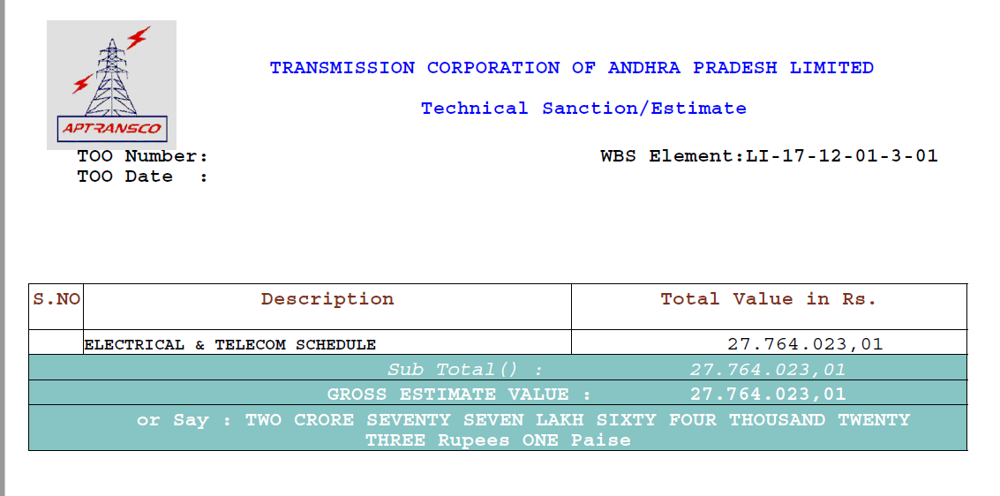 APTRANSCO
TRANSMISSION CORPORATION OF ANDHRA PRADESH LIMITED
Technical Sanction/Estimate
TOO Number: WBS Element:LI-17-12-01-3-01
TOO Date :
S.NO Description Total Value in Rs.
ELECTRICAL & TELECOM SCHEDULE 27.764.023,01
Sub Total() : 27.764.023,01
GROSS ESTIMATE VALUE : 27.764.023,01
or Say : TWO CRORE SEVENTY SEVEN LAKH SIXTY FOUR THOUSAND TWENTY
THREE Rupees ONE Paise